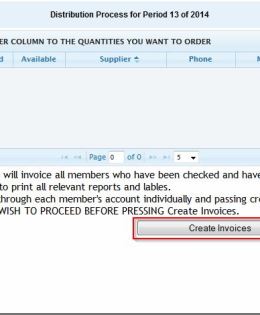 Distribution Process for Period 13 of 2014
ER COLUMN TO THE QUANTITIES YOU WANT TO ORDER
d Available Supplier Phone M
Page 0 of 0 5
will invoice all members who have been checked and have
to print all relevant reports and lables.
through each member's account individually and passing cre
WISH TO PROCEED BEFORE PRESSING Create Invoices.
Create Invoices